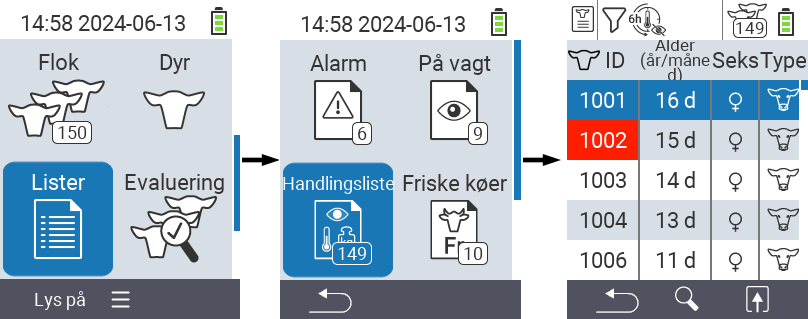 14:58 2024-06-13
Flok
Dyr
150
Lister
Evaluering
Lys på
14:58 2024-06-13
Alarm
På vagt
6
9
Handlingsliste
Friske køer
149
Fr
10
6h
149
ID
Alder
(år/måne
d)
Seks
Type
1001
16 d
♀
1002
15 d
♀
1003
14 d
♀
1004
13 d
♀
1006
11 d
♀